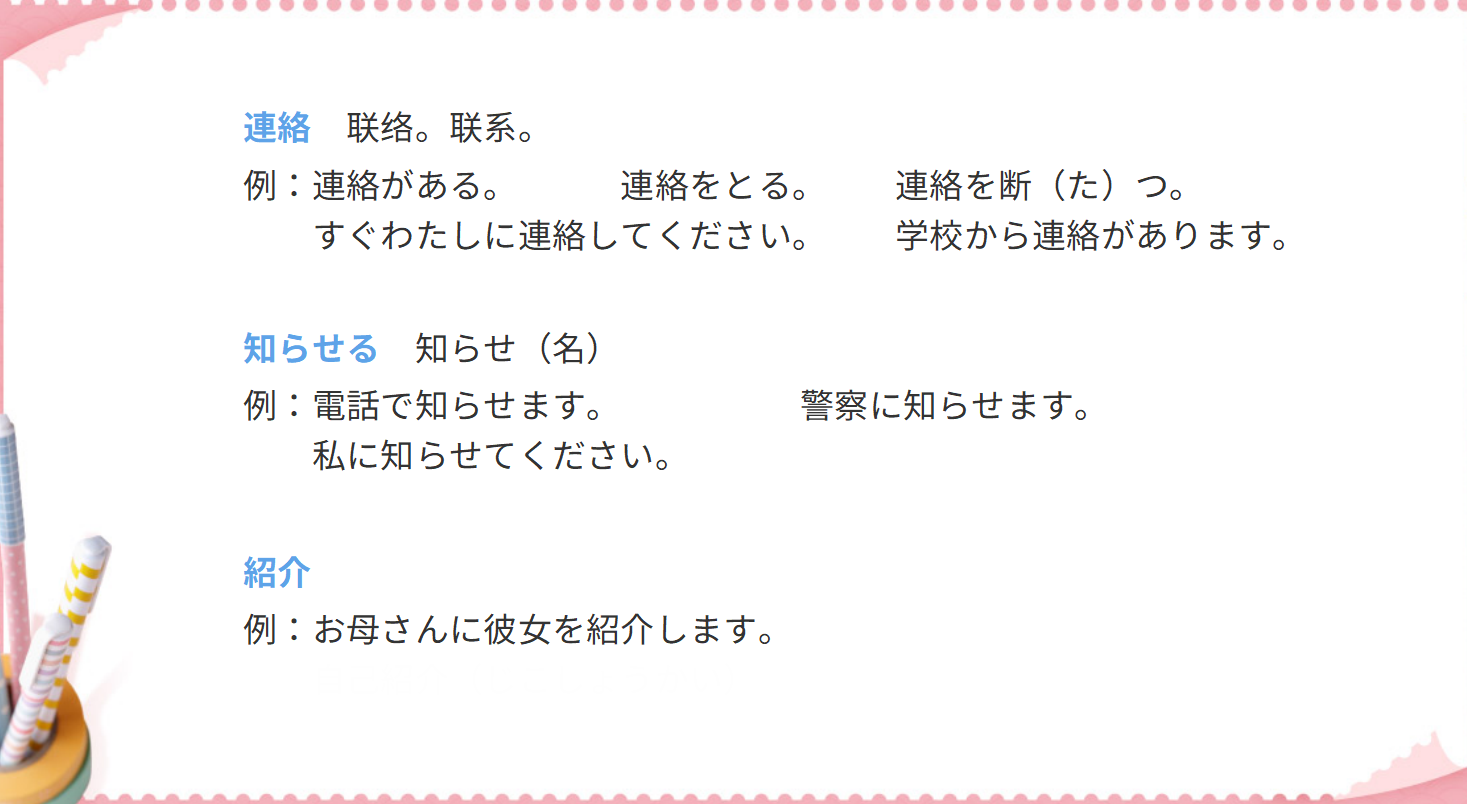 連絡　联络。联系。
例：連絡がある。　　　連絡をとる。　　連絡を断（た）つ。
すぐわたしに連絡してください。　　学校から連絡があります。
知らせる　知らせ（名）
例：電話で知らせます。　　　　　警察に知らせます。
私に知らせてください。
紹介
例：お母さんに彼女を紹介します。